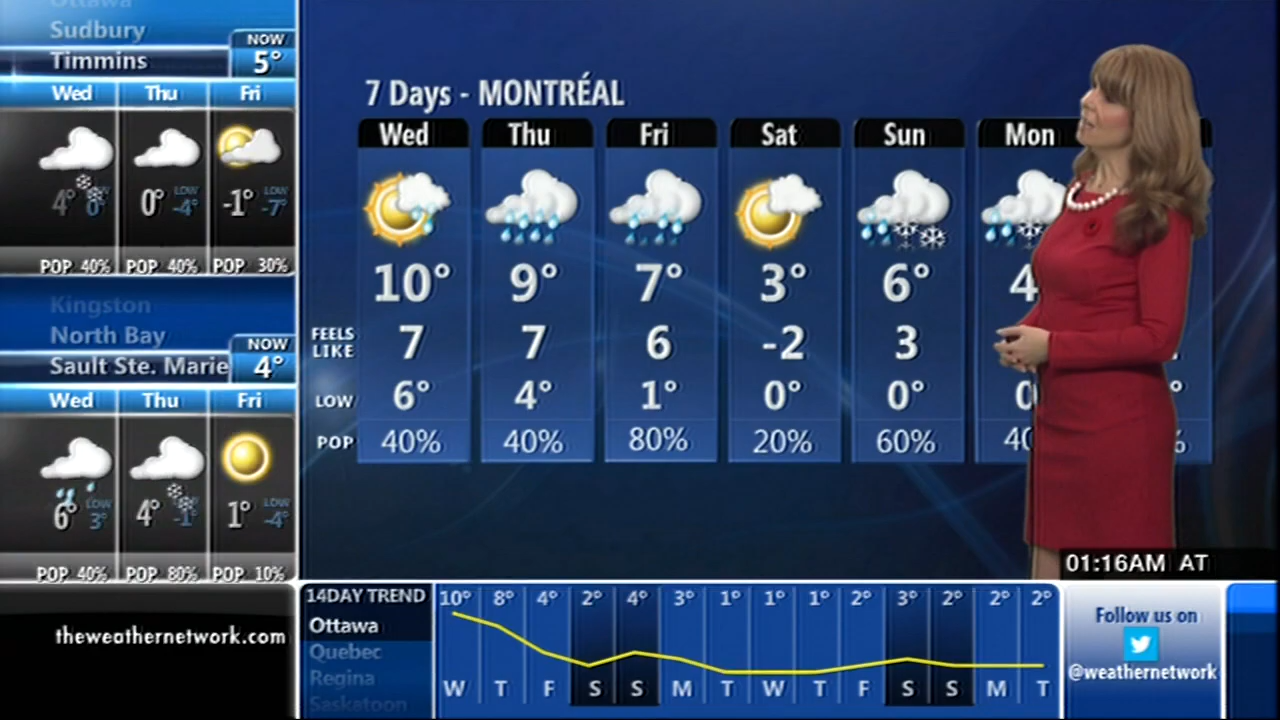 Ottawa
Sudbury
Timmins
NOW
5°
Wed Thu Fri
4° LOW 0° 0° LOW -4° -1° LOW -7°
POP 40% POP 40% POP 30%
Kingston
North Bay
Sault Ste. Marie
NOW
4°
Wed Thu Fri
6° LOW 3° 4° LOW -1° 1° LOW -4°
POP 40% POP 80% POP 10%
theweathernetwork.com
7 Days - MONTRÉAL
Wed Thu Fri Sat Sun Mon
10° 9° 7° 3° 6° 4
FEELS LIKE 7 7 6 -2 3
LOW 6° 4° 1° 0° 0° 0
POP 40% 40% 80% 20% 60% 40 %
01:16AM AT
14DAY TREND
Ottawa
Quebec
Regina
Saskatoon
10° 8° 4° 2° 4° 3° 1° 1° 1° 2° 3° 2° 2° 2°
W T F S S M T W T F S S M T
Follow us on
@weathernetwork